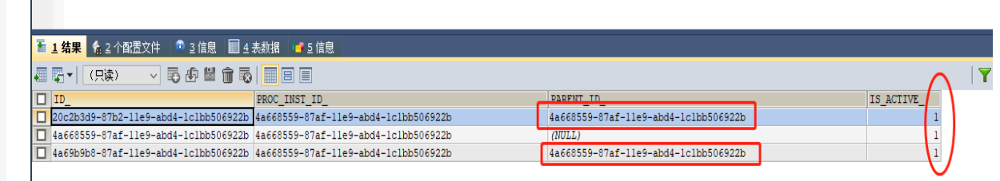 1 结果 2 个配置文件 3 信息 4 表数据 5 信息
(只读)
ID_ PROC_INST_ID_ PARENT_ID_ IS_ACTIVE_
20c2b3d9-87b2-11e9-abd4-1c1bb506922b 4a668559-87af-11e9-abd4-1c1bb506922b 4a668559-87af-11e9-abd4-1c1bb506922b 1
4a668559-87af-11e9-abd4-1c1bb506922b 4a668559-87af-11e9-abd4-1c1bb506922b (NULL) 1
4a69b9b8-87af-11e9-abd4-1c1bb506922b 4a668559-87af-11e9-abd4-1c1bb506922b 4a668559-87af-11e9-abd4-1c1bb506922b 1